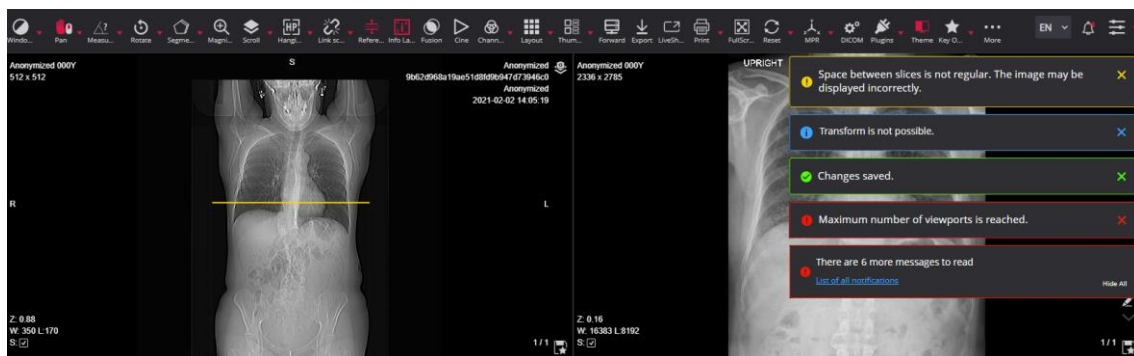 Windo...
Pan
Measu...
Rotate
Segme...
Magni...
Scroll
HP
Hangi...
Link sc...
Refere...
Info La...
Fusion
Cine
Chann...
Layout
Thum...
Forward
Export
LiveSh...
Print
FullScr...
Reset
MPR
DICOM
Plugins
Theme
Key O...
More
EN
Anonymized 000Y
512 x 512
S
Anonymized
9b62d968a19ae51d8fd9b947d73946c0
Anonymized
2021-02-02 14:05:19
R
L
Z: 0.88
W: 350 L:170
S:
1 / 1
Anonymized 000Y
2336 x 2785
UPRIGHT
Z: 0.16
W: 16383 L:8192
S:
1 / 1
Space between slices is not regular. The image may be
displayed incorrectly.
Transform is not possible.
Changes saved.
Maximum number of viewports is reached.
There are 6 more messages to read
List of all notifications
Hide All